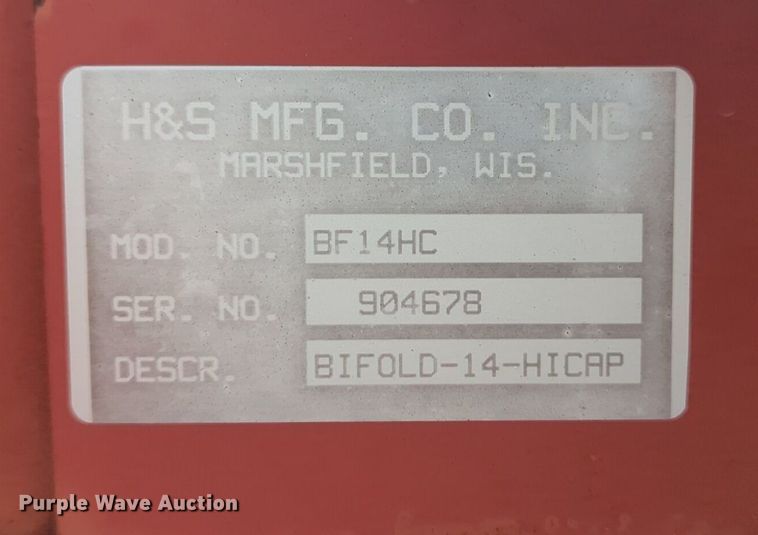 H&S MFG. CO. INC.
MARSHFIELD, WIS.
MOD. NO. BF14HC
SER. NO. 904678
DESCR. BIFOLD-14-HICAP
Purple Wave Auction